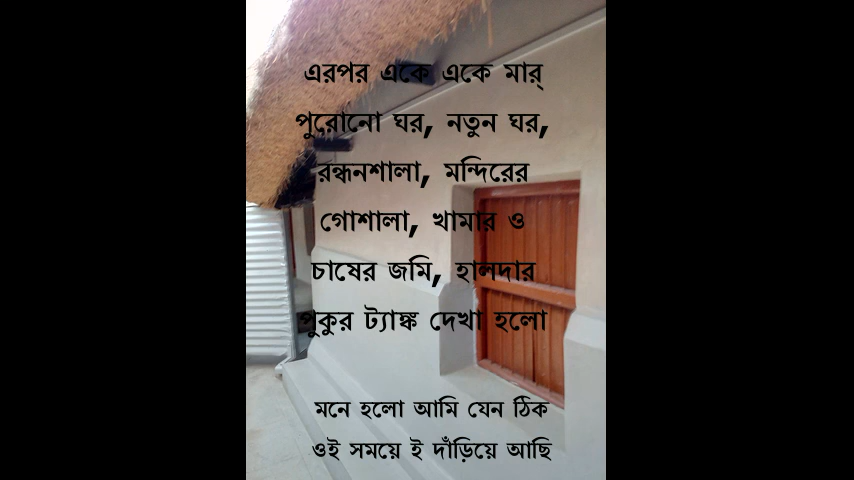 এরপর একে একে মার্
পুরোনো ঘর, নতুন ঘর,
রন্ধনশালা, মন্দিরের
গোশালা, খামার ও
চাষের জমি, হালদার
পুকুর ট্যাঙ্ক দেখা হলো
মনে হলো আমি যেন ঠিক
ওই সময়ে ই দাঁড়িয়ে আছি